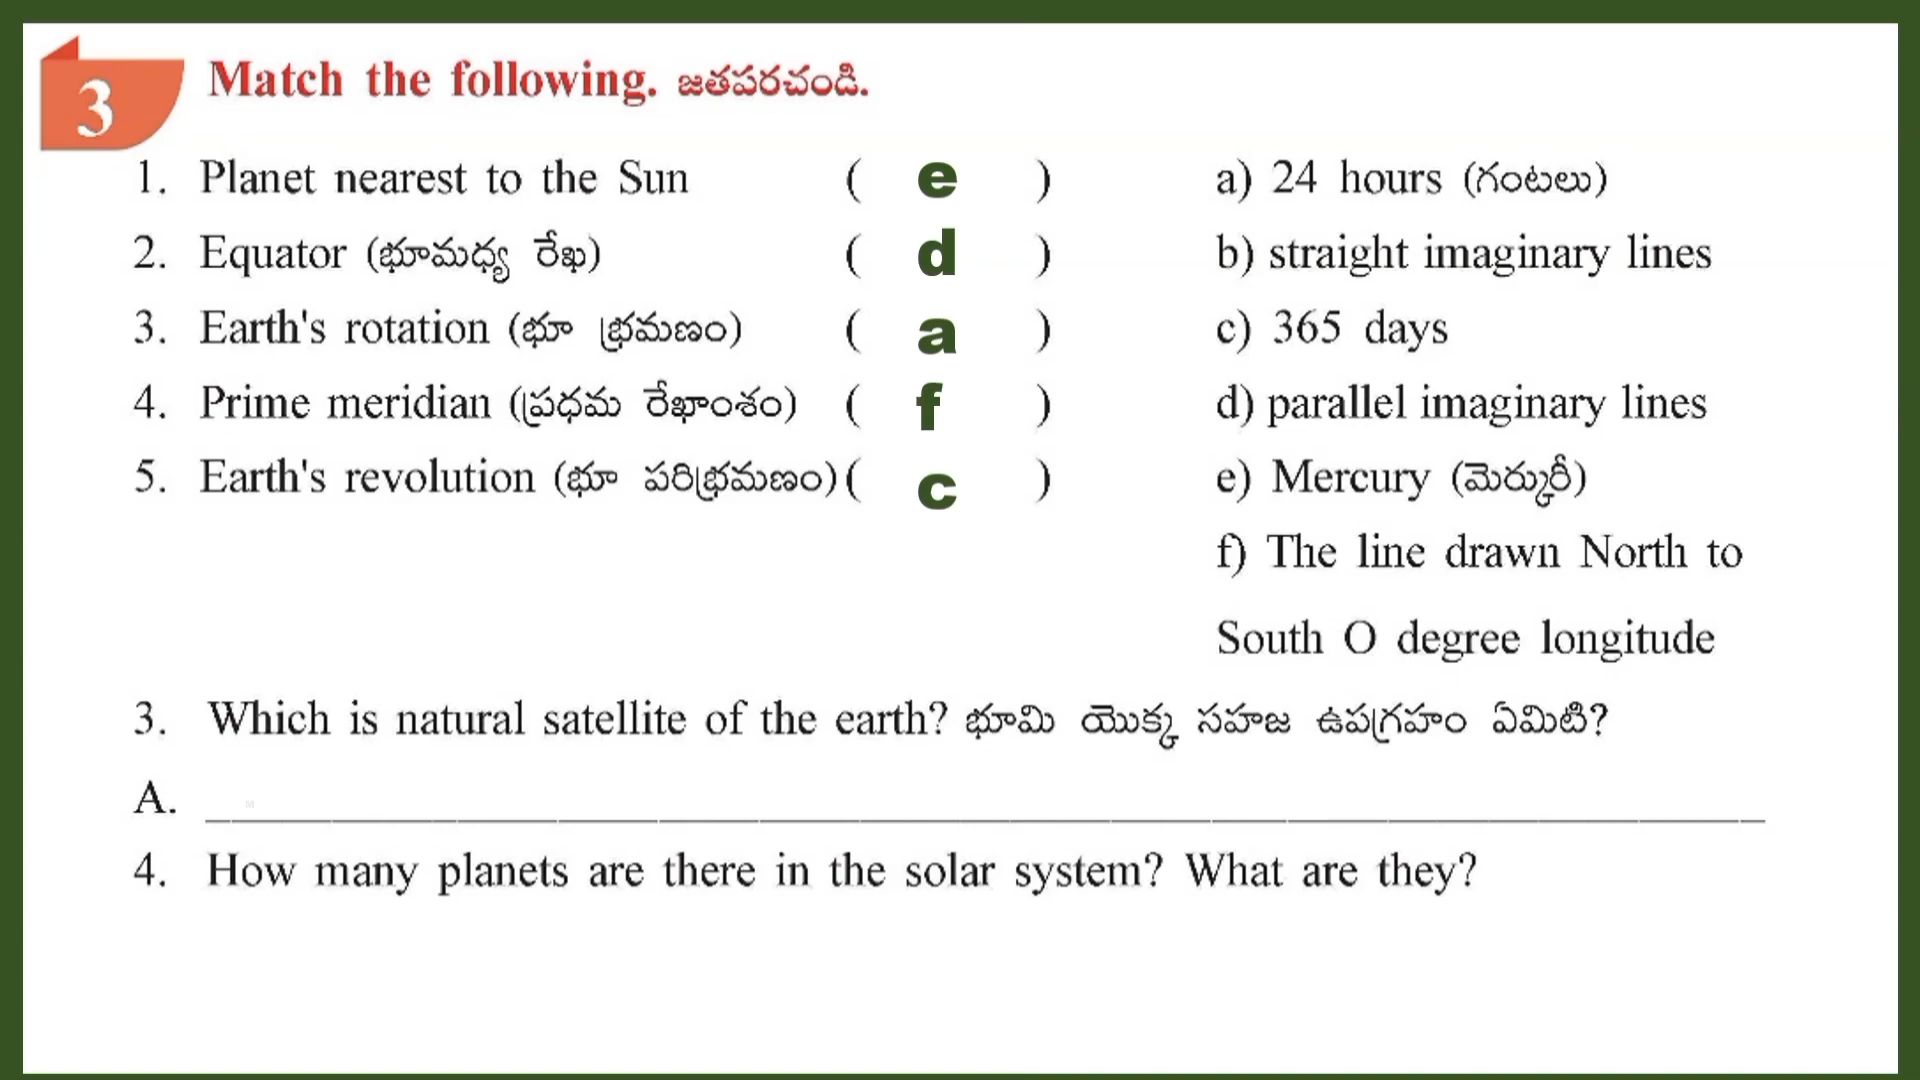 3 Match the following. జతపరచండి.
1. Planet nearest to the Sun ( e ) a) 24 hours (గంటలు)
2. Equator (భూమధ్య రేఖ) ( d ) b) straight imaginary lines
3. Earth's rotation (భూ భ్రమణం) ( a ) c) 365 days
4. Prime meridian (ప్రధమ రేఖాంశం) ( f ) d) parallel imaginary lines
5. Earth's revolution (భూ పరిభ్రమణం) ( c ) e) Mercury (మెర్కురీ)
f) The line drawn North to
South O degree longitude
3. Which is natural satellite of the earth? భూమి యొక్క సహజ ఉపగ్రహం ఏమిటి?
A. M
4. How many planets are there in the solar system? What are they?